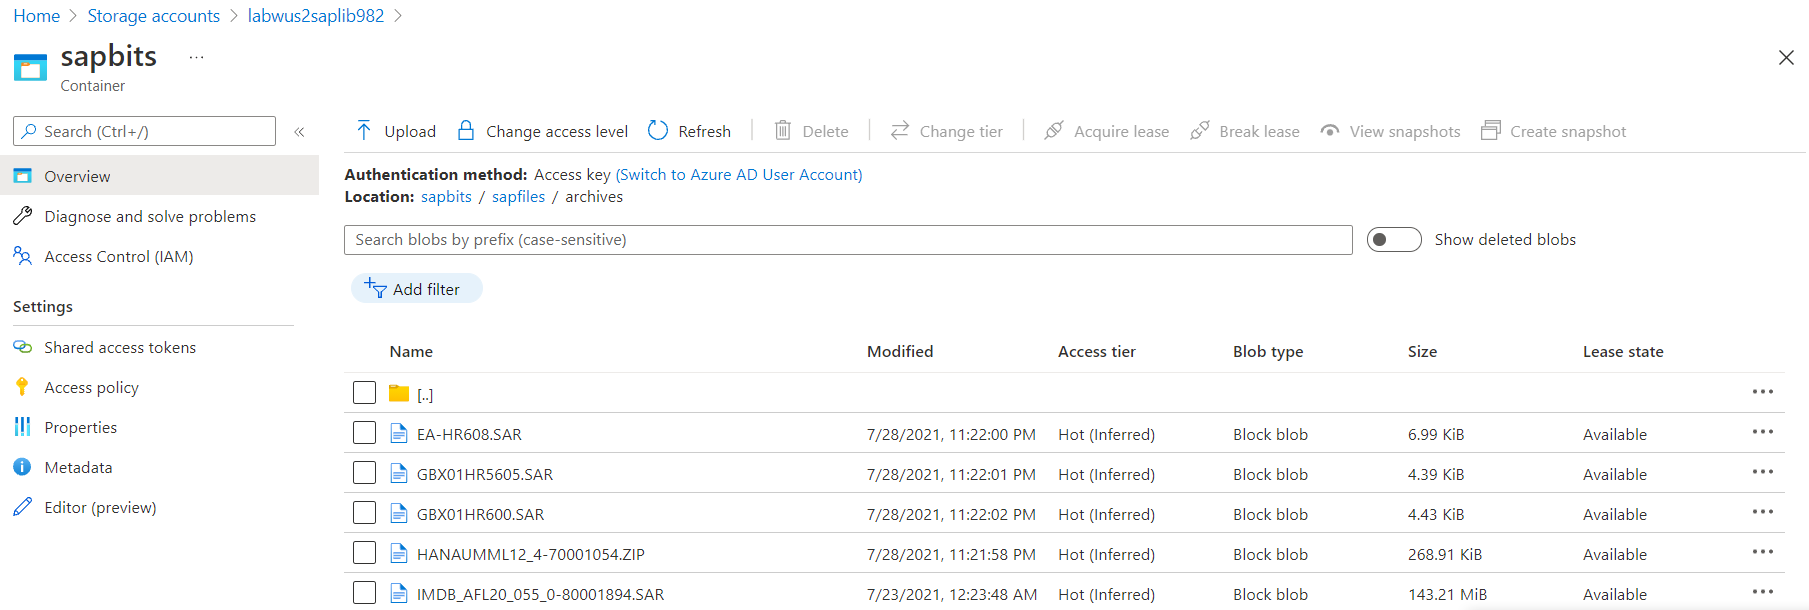 Home > Storage accounts > labwus2saplib982 >
sapbits ...
Container
Search (Ctrl+/) «
Overview
Diagnose and solve problems
Access Control (IAM)
Settings
Shared access tokens
Access policy
Properties
Metadata
Editor (preview)
Upload Change access level Refresh Delete Change tier Acquire lease Break lease View snapshots Create snapshot
Authentication method: Access key (Switch to Azure AD User Account)
Location: sapbits / sapfiles / archives
Search blobs by prefix (case-sensitive) Show deleted blobs
Add filter
Name Modified Access tier Blob type Size Lease state
[..]
EA-HR608.SAR 7/28/2021, 11:22:00 PM Hot (Inferred) Block blob 6.99 KiB Available
GBX01HR5605.SAR 7/28/2021, 11:22:01 PM Hot (Inferred) Block blob 4.39 KiB Available
GBX01HR600.SAR 7/28/2021, 11:22:02 PM Hot (Inferred) Block blob 4.43 KiB Available
HANAUMML12_4-70001054.ZIP 7/28/2021, 11:21:58 PM Hot (Inferred) Block blob 268.91 KiB Available
IMDB_AFL20_055_0-80001894.SAR 7/23/2021, 12:23:48 AM Hot (Inferred) Block blob 143.21 MiB Available